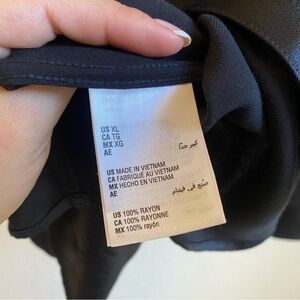 US XL
CA TG
MX XG
AE كبير جدًا
US MADE IN VIETNAM
CA FABRIQUÉ AU VIETNAM
MX HECHO EN VIETNAM
AE صنع في فيتنام
US 100% RAYON
CA 100% RAYONNE
MX 100% rayón